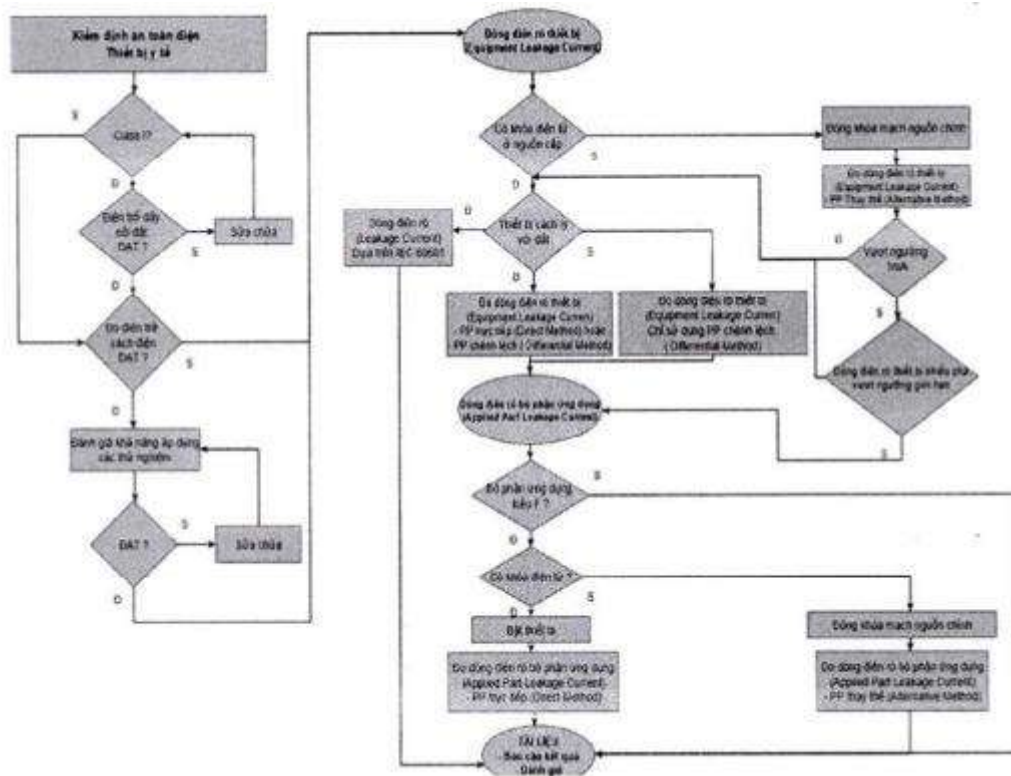 Kiểm định an toàn điện
Thiết bị y tế
S
Class I?
Đ
Điện trở dây
nối đất
ĐẠT ?
S
Sửa chữa
Đ
Đo điện trở
cách điện
ĐẠT ?
S
Đ
Đánh giá khả năng áp dụng
các thử nghiệm
ĐẠT ?
S
Sửa chữa
Đ
Dòng điện rò thiết bị
(Equipment Leakage Current)
Có khóa điện từ
ở nguồn cấp
S
Đ
Đóng khóa mạch nguồn chính
Đo dòng điện rò thiết bị
(Equipment Leakage Current)
- PP Thay thế (Alternative Method)
Vượt ngưỡng
Đ
S
Dòng điện rò thiết bị nhiều pha
vượt ngưỡng giới hạn
S
Thiết bị cách ly
với đất
Đ
S
Đ
Dòng điện rò
(Leakage Current)
Dựa trên IEC 60601
Đo dòng điện rò thiết bị
(Equipment Leakage Current)
- PP trực tiếp (Direct Method) hoặc
PP chênh lệch ( Differential Method)
Đo dòng điện rò thiết bị
(Equipment Leakage Current)
Chỉ sử dụng PP chênh lệch
( Differential Method)
Dòng điện rò bộ phận ứng dụng
(Applied Part Leakage Current)
Bộ phận ứng dụng
kiểu F ?
S
Đ
Có khóa điện từ ?
S
Đ
Bật thiết bị
Đo dòng điện rò bộ phận ứng dụng
(Applied Part Leakage Current)
- PP trực tiếp (Direct Method)
Đóng khóa mạch nguồn chính
Đo dòng điện rò bộ phận ứng dụng
(Applied Part Leakage Current)
- PP Thay thế (Alternative Method)
TÀI LIỆU
- Báo cáo kết quả
- Đánh giá